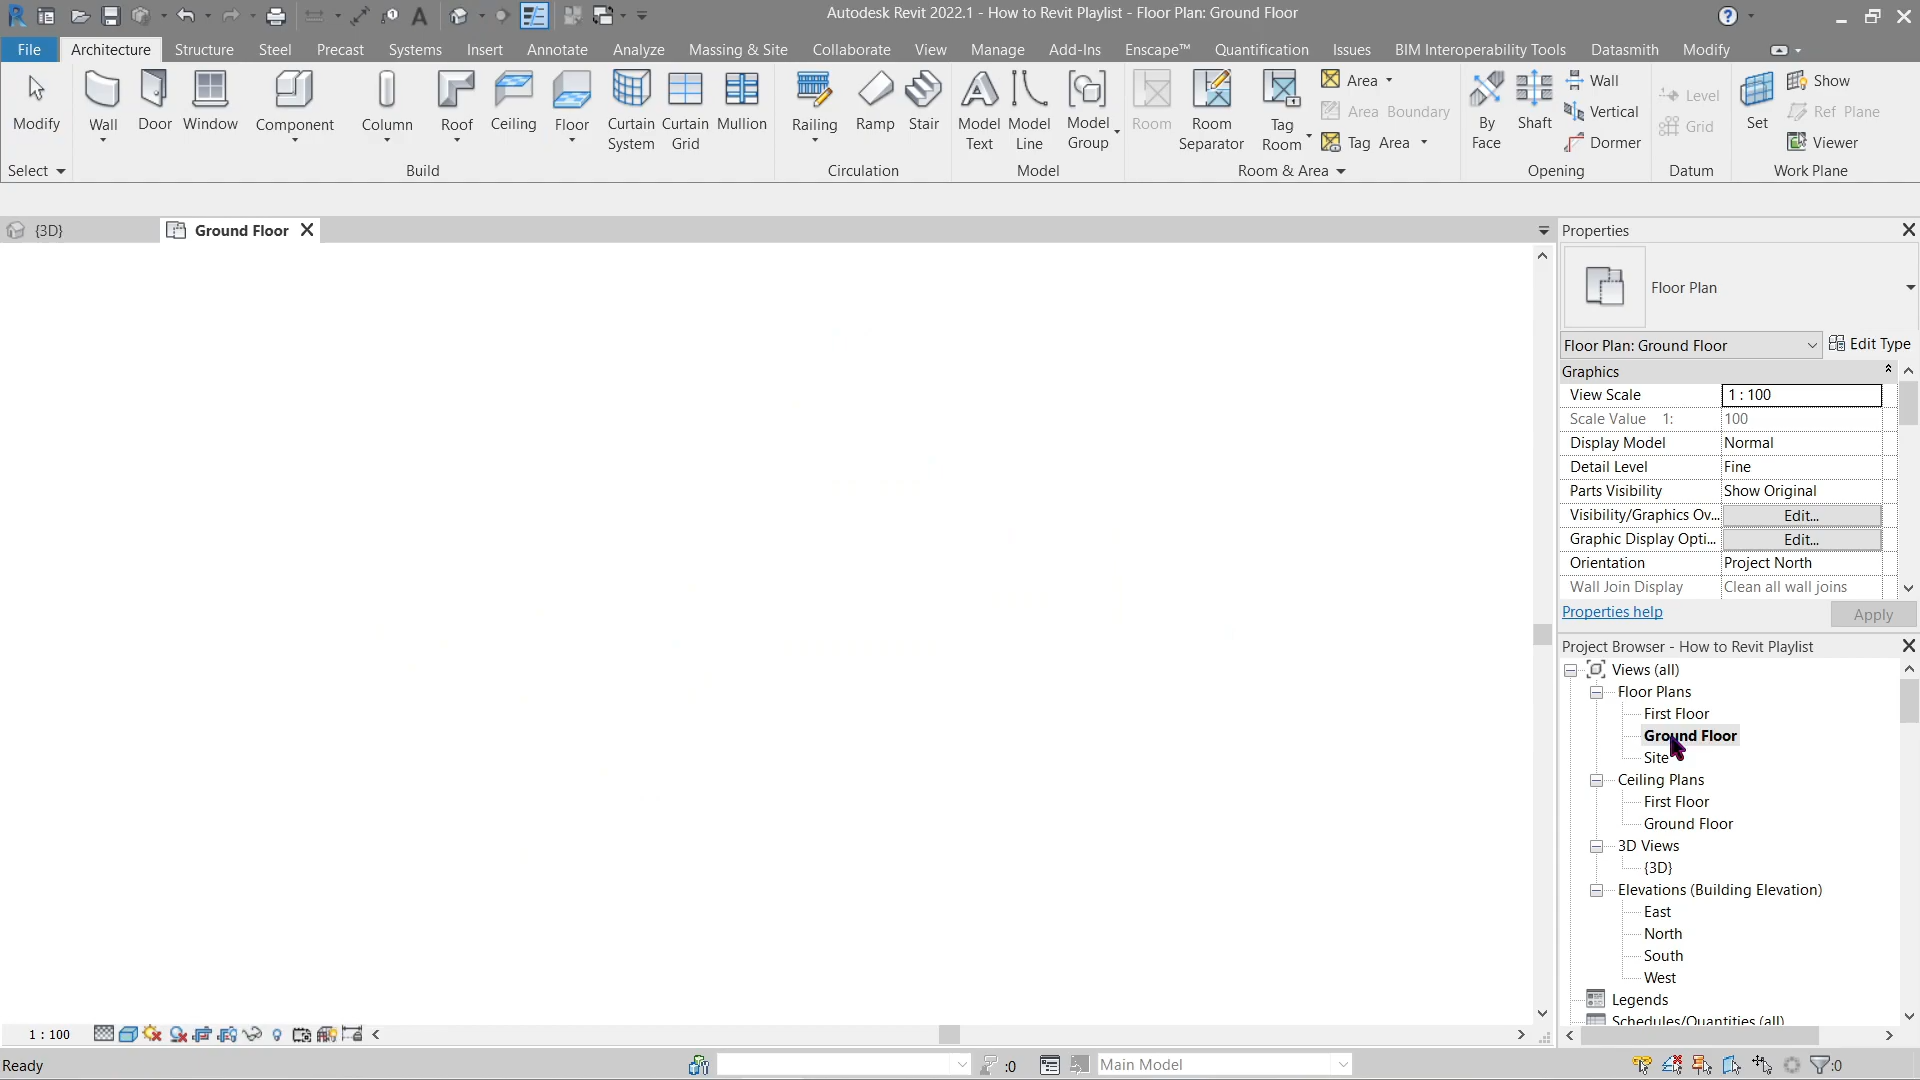 Autodesk Revit 2022.1 - How to Revit Playlist - Floor Plan: Ground Floor
File Architecture Structure Steel Precast Systems Insert Annotate Analyze Massing & Site Collaborate View Manage Add-Ins Enscape™ Quantification Issues BIM Interoperability Tools Datasmith Modify
Modify
Wall
Door
Window
Component
Column
Roof
Ceiling
Floor
Curtain
System
Curtain
Grid
Mullion
Railing
Ramp
Stair
Model
Text
Model
Line
Model
Group
Room
Room
Separator
Tag
Room
Area
Area Boundary
Tag Area
By
Face
Shaft
Wall
Vertical
Dormer
Level
Grid
Set
Show
Ref Plane
Viewer
Select
Build
Circulation
Model
Room & Area
Opening
Datum
Work Plane
{3D}
Ground Floor
Properties
Floor Plan
Floor Plan: Ground Floor
Edit Type
Graphics
View Scale 1 : 100
Scale Value 1: 100
Display Model Normal
Detail Level Fine
Parts Visibility Show Original
Visibility/Graphics Ov... Edit...
Graphic Display Opti... Edit...
Orientation Project North
Wall Join Display Clean all wall joins
Properties help
Apply
Project Browser - How to Revit Playlist
Views (all)
Floor Plans
First Floor
Ground Floor
Site
Ceiling Plans
First Floor
Ground Floor
3D Views
{3D}
Elevations (Building Elevation)
East
North
South
West
Legends
Schedules/Quantities (all)
1 : 100
Ready
:0
Main Model
:0